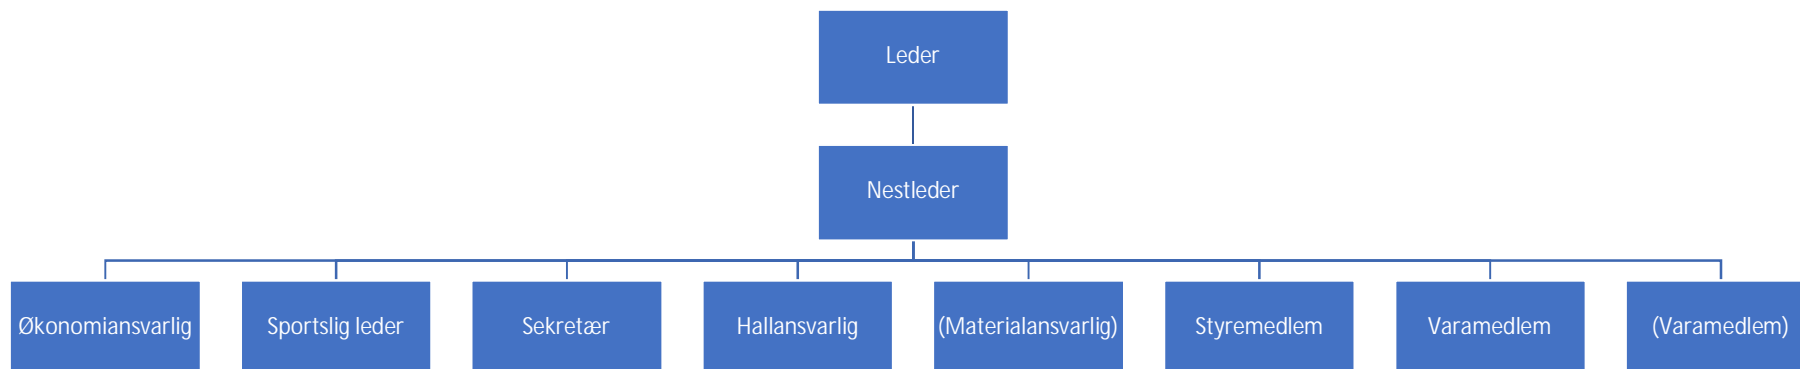 Leder
Nestleder
Økonomiansvarlig
Sportslig leder
Sekretær
Hallansvarlig
(Materialansvarlig)
Styremedlem
Varamedlem
(Varamedlem)